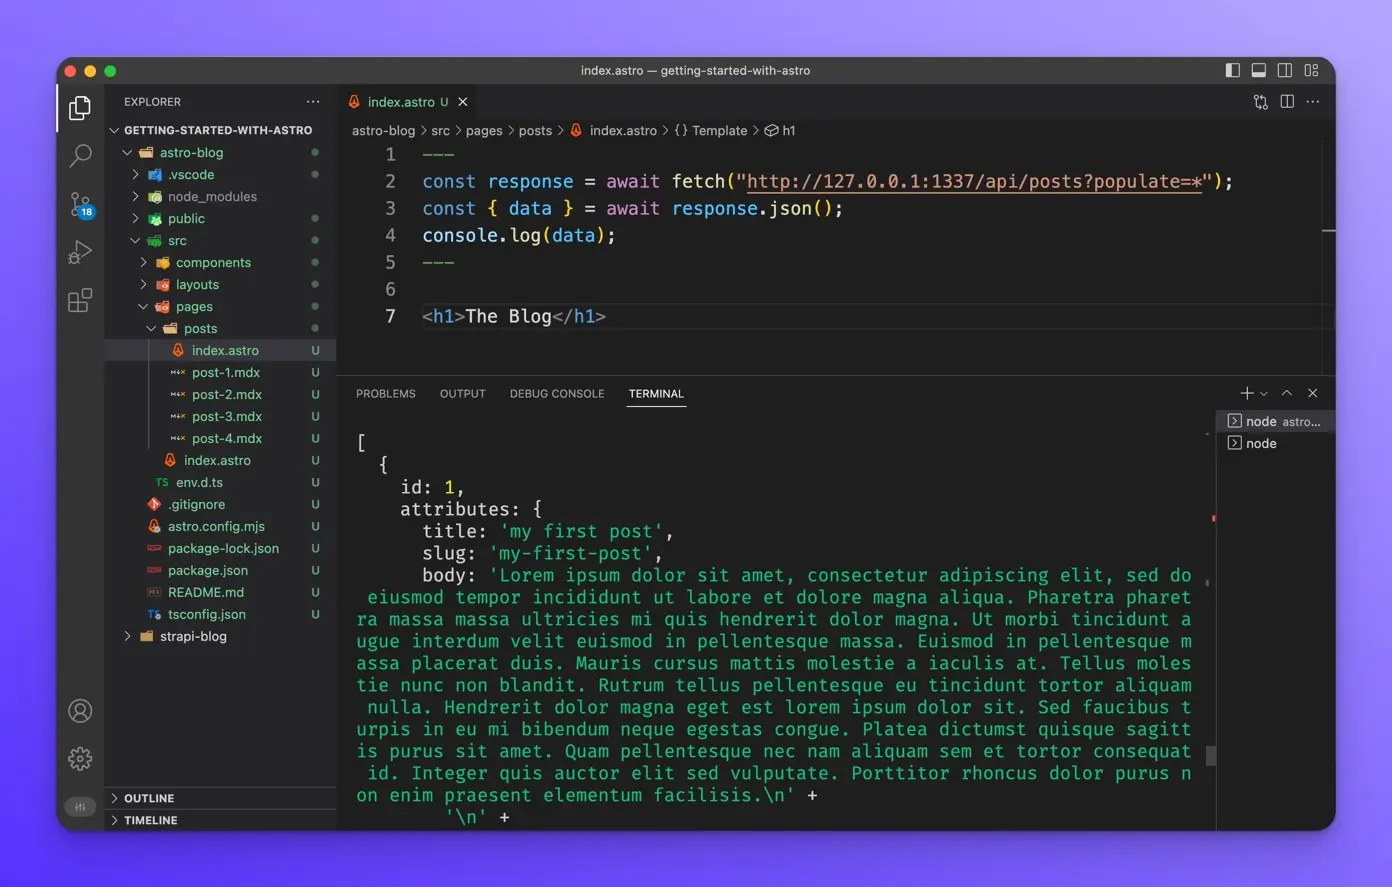 index.astro — getting-started-with-astro
EXPLORER
GETTING-STARTED-WITH-ASTRO
astro-blog
.vscode
node_modules
public
src
components
layouts
pages
posts
index.astro U
post-1.mdx U
post-2.mdx U
post-3.mdx U
post-4.mdx U
index.astro U
TS env.d.ts U
.gitignore U
astro.config.mjs U
package-lock.json U
package.json U
README.md U
TS tsconfig.json U
strapi-blog
OUTLINE
TIMELINE
18
index.astro U
astro-blog > src > pages > posts > index.astro > {} Template > h1
1 ---
2 const response = await fetch("http://127.0.0.1:1337/api/posts?populate=*");
3 const { data } = await response.json();
4 console.log(data);
5 ---
6
7 <h1>The Blog</h1>
PROBLEMS OUTPUT DEBUG CONSOLE TERMINAL
[
{
id: 1,
attributes: {
title: 'my first post',
slug: 'my-first-post',
body: 'Lorem ipsum dolor sit amet, consectetur adipiscing elit, sed do
eiusmod tempor incididunt ut labore et dolore magna aliqua. Pharetra pharet
ra massa massa ultricies mi quis hendrerit dolor magna. Ut morbi tincidunt a
ugue interdum velit euismod in pellentesque massa. Euismod in pellentesque m
assa placerat duis. Mauris cursus mattis molestie a iaculis at. Tellus moles
tie nunc non blandit. Rutrum tellus pellentesque eu tincidunt tortor aliquam
nulla. Hendrerit dolor magna eget est lorem ipsum dolor sit. Sed faucibus t
urpis in eu mi bibendum neque egestas congue. Platea dictumst quisque sagitt
is purus sit amet. Quam pellentesque nec nam aliquam sem et tortor consequat
id. Integer quis auctor elit sed vulputate. Porttitor rhoncus dolor purus n
on enim praesent elementum facilisis.\n' +
'\n' +
node astro...
node